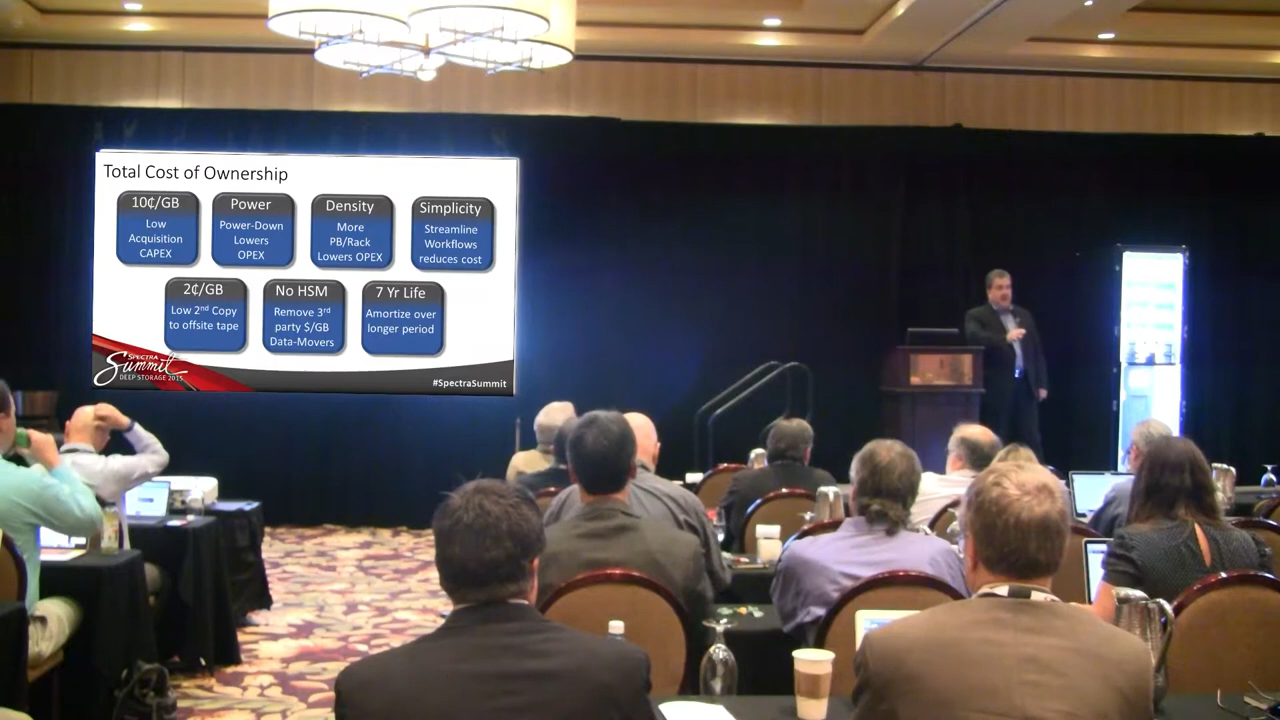 Total Cost of Ownership
10¢/GB
Low
Acquisition
CAPEX
Power
Power-Down
Lowers
OPEX
Density
More
PB/Rack
Lowers OPEX
Simplicity
Streamline
Workflows
reduces cost
2¢/GB
Low 2nd Copy
to offsite tape
No HSM
Remove 3rd
party $/GB
Data-Movers
7 Yr Life
Amortize over
longer period
SPECTRA
Summit
DEEP STORAGE 2015
#SpectraSummit